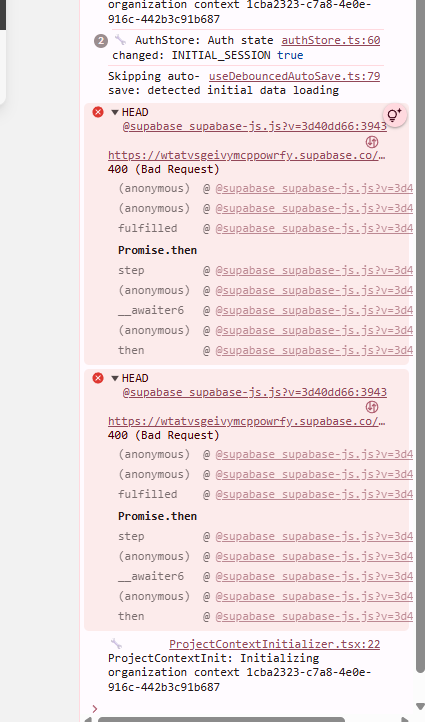 organization context 1cba2323-c7a8-4e0e-
916c-442b3c91b687
2 AuthStore: Auth state authStore.ts:60
changed: INITIAL_SESSION true
Skipping auto- useDebouncedAutoSave.ts:79
save: detected initial data loading
HEAD
@supabase_supabase-js.js?v=3d40dd66:3943
https://wtatvsgeivymcppowrfy.supabase.co/…
400 (Bad Request)
(anonymous) @ @supabase_supabase-js.js?v=3d4
(anonymous) @ @supabase_supabase-js.js?v=3d4
fulfilled @ @supabase_supabase-js.js?v=3d4
Promise.then
step @ @supabase_supabase-js.js?v=3d4
(anonymous) @ @supabase_supabase-js.js?v=3d4
__awaiter6 @ @supabase_supabase-js.js?v=3d4
(anonymous) @ @supabase_supabase-js.js?v=3d4
then @ @supabase_supabase-js.js?v=3d4
HEAD
@supabase_supabase-js.js?v=3d40dd66:3943
https://wtatvsgeivymcppowrfy.supabase.co/…
400 (Bad Request)
(anonymous) @ @supabase_supabase-js.js?v=3d4
(anonymous) @ @supabase_supabase-js.js?v=3d4
fulfilled @ @supabase_supabase-js.js?v=3d4
Promise.then
step @ @supabase_supabase-js.js?v=3d4
(anonymous) @ @supabase_supabase-js.js?v=3d4
__awaiter6 @ @supabase_supabase-js.js?v=3d4
(anonymous) @ @supabase_supabase-js.js?v=3d4
then @ @supabase_supabase-js.js?v=3d4
ProjectContextInitializer.tsx:22
ProjectContextInit: Initializing
organization context 1cba2323-c7a8-4e0e-
916c-442b3c91b687